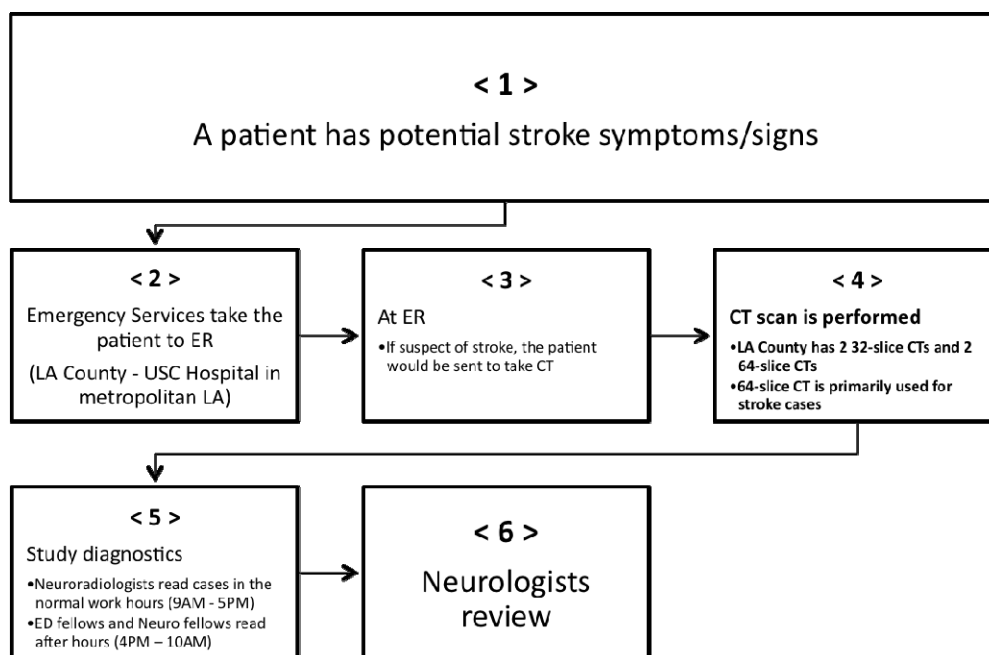 < 1 >
A patient has potential stroke symptoms/signs
< 2 >
Emergency Services take the
patient to ER
(LA County - USC Hospital in
metropolitan LA)
< 3 >
At ER
•If suspect of stroke, the patient
would be sent to take CT
< 4 >
CT scan is performed
•LA County has 2 32-slice CTs and 2
64-slice CTs
•64-slice CT is primarily used for
stroke cases
< 5 >
Study diagnostics
•Neuroradiologists read cases in the
normal work hours (9AM - 5PM)
•ED fellows and Neuro fellows read
after hours (4PM – 10AM)
< 6 >
Neurologists
review